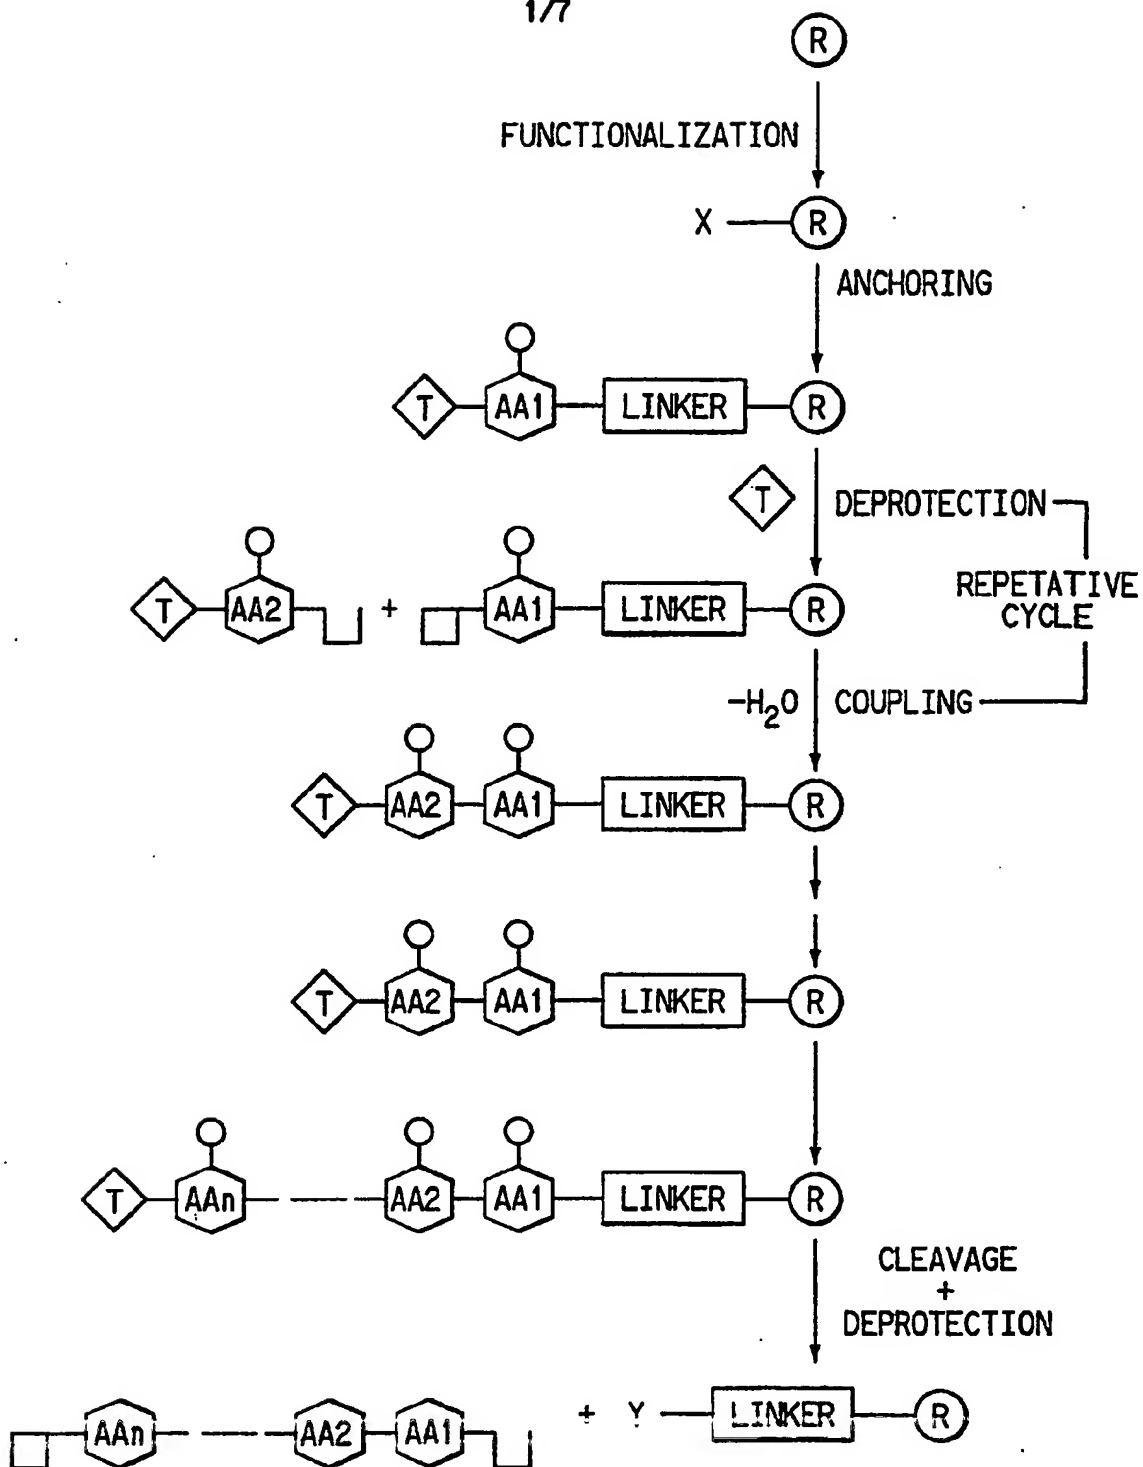 1/7
R
FUNCTIONALIZATION
X R
ANCHORING
T AA1 LINKER R
T DEPROTECTION
REPETATIVE
CYCLE
T AA2 + AA1 LINKER R
-H2O COUPLING
T AA2 AA1 LINKER R
T AA2 AA1 LINKER R
T AAn AA2 AA1 LINKER R
CLEAVAGE
+
DEPROTECTION
AAn AA2 AA1 + Y LINKER R